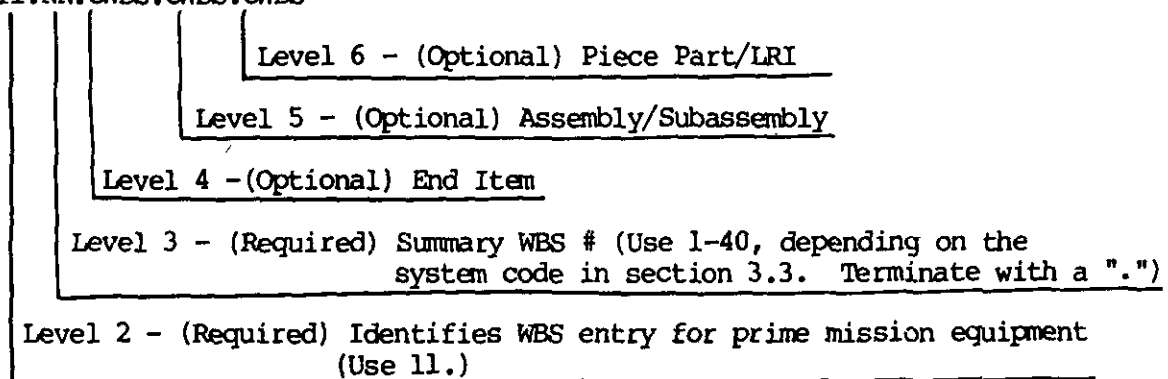 Level 6 - (Optional) Piece Part/LRI
Level 5 - (Optional) Assembly/Subassembly
Level 4 -(Optional) End Item
Level 3 - (Required) Summary WBS # (Use 1-40, depending on the
system code in section 3.3. Terminate with a ".")
Level 2 - (Required) Identifies WBS entry for prime mission equipment
(Use 11.)